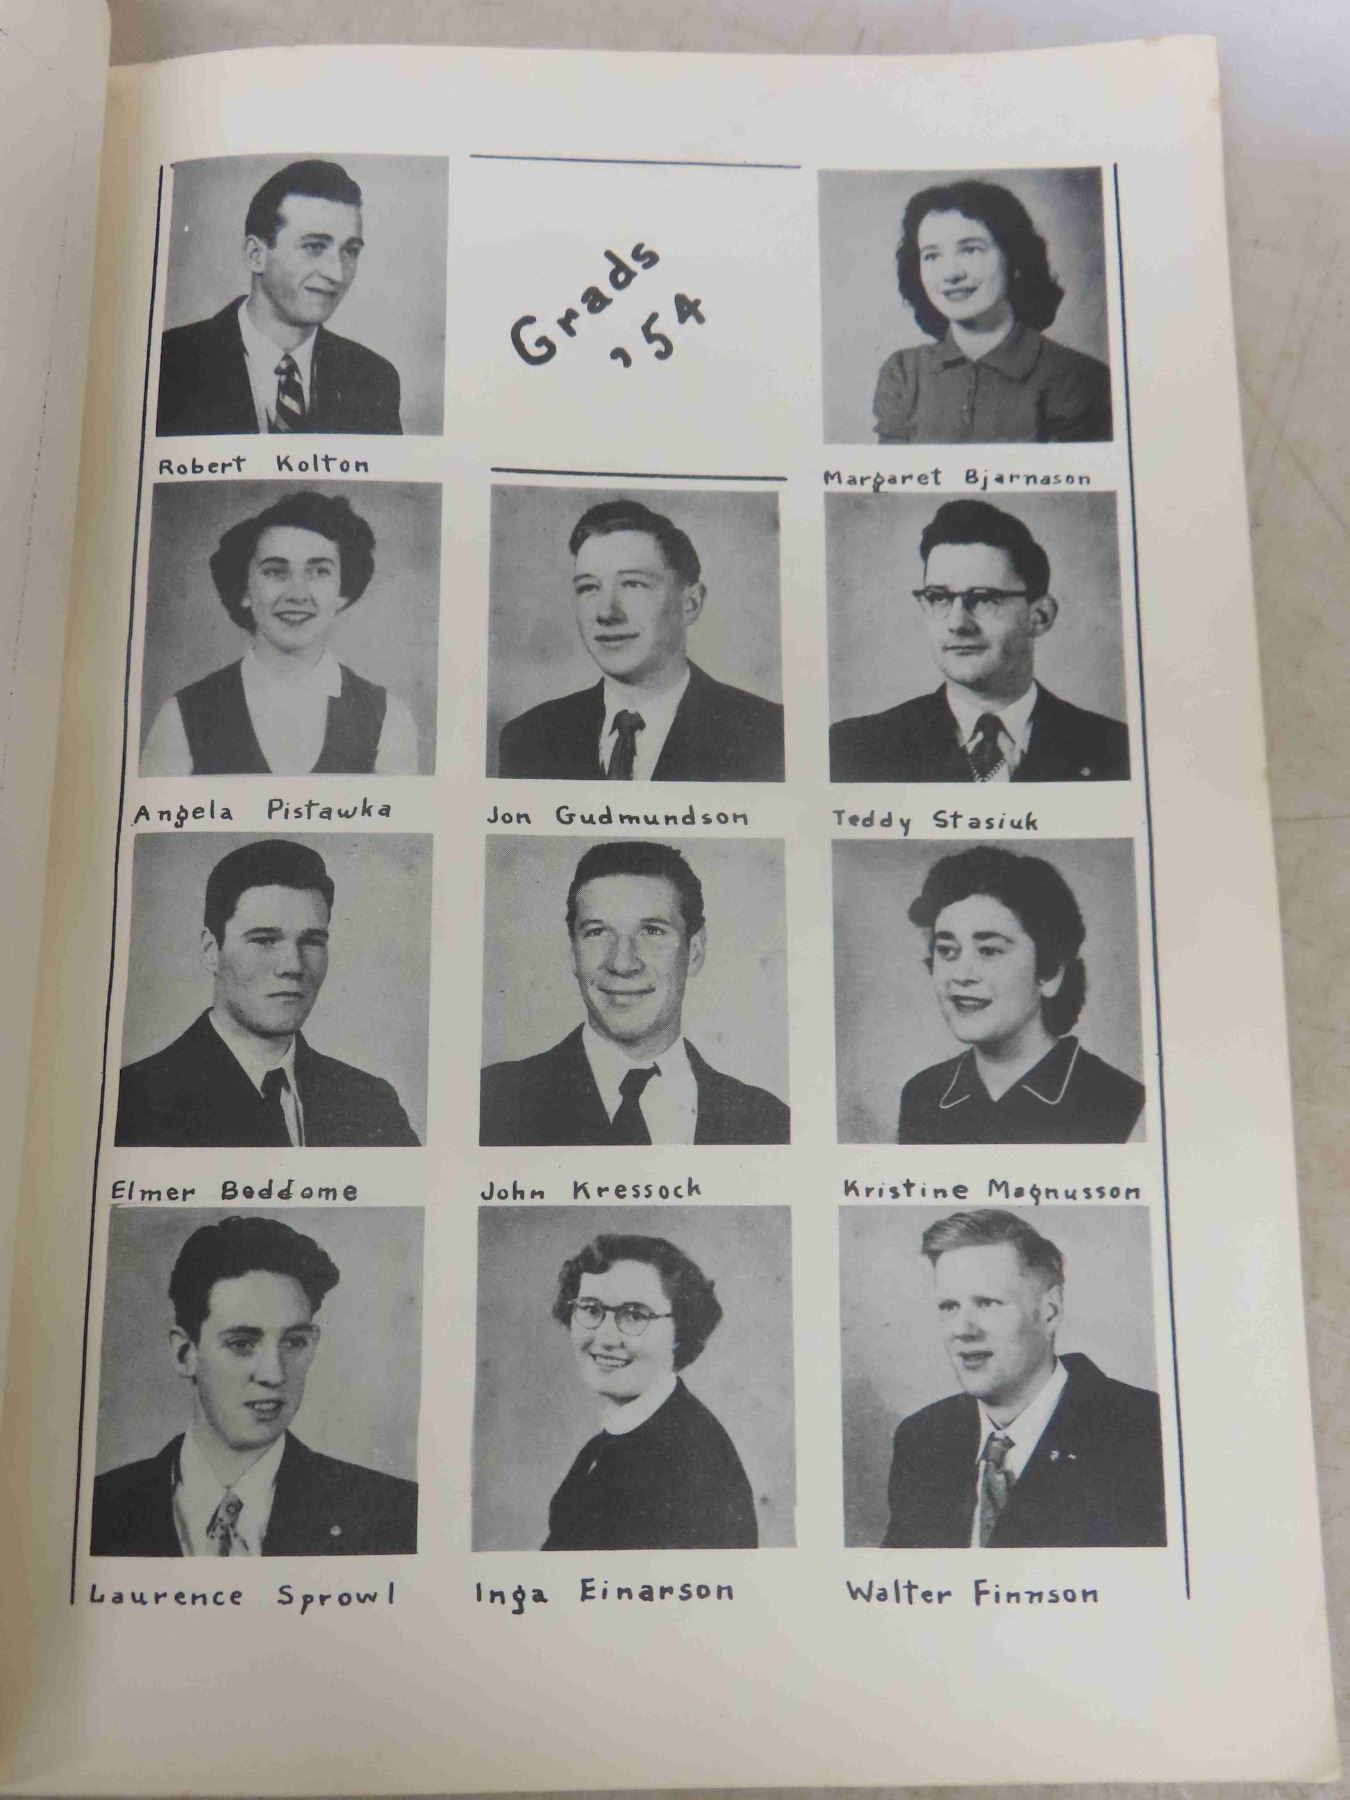 Grads
'54
Robert Kolton
Margaret Bjarnason
Angela Pistawka
Jon Gudmundson
Teddy Stasiuk
Elmer Beddome
John Kressock
Kristine Magnusson
Laurence Sprowl
Inga Einarson
Walter Finnson